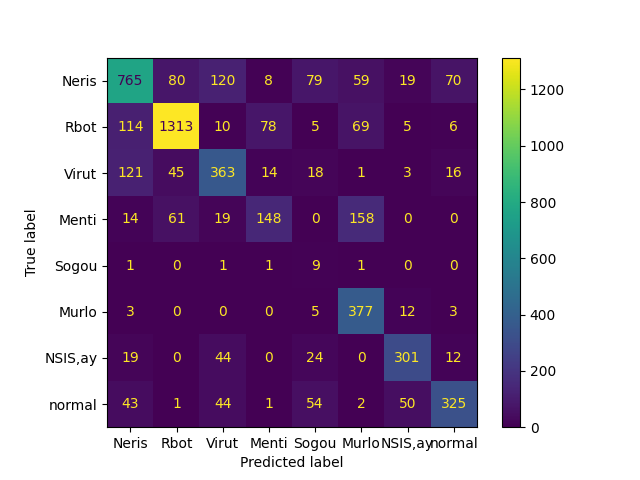 Neris 765 80 120 8 79 59 19 70
Rbot 114 1313 10 78 5 69 5 6
Virut 121 45 363 14 18 1 3 16
Menti 14 61 19 148 0 158 0 0
Sogou 1 0 1 1 9 1 0 0
Murlo 3 0 0 0 5 377 12 3
NSIS,ay 19 0 44 0 24 0 301 12
normal 43 1 44 1 54 2 50 325
Neris Rbot Virut Menti Sogou Murlo NSIS,ay normal
Predicted label
True label
1200
1000
800
600
400
200
0